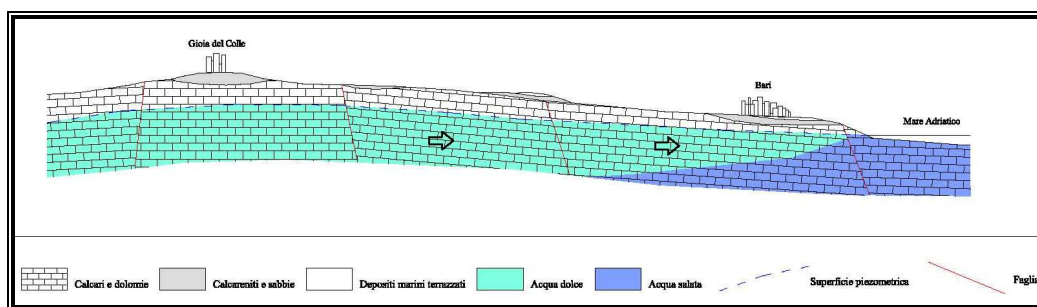 Gioia del Colle
Bari
Mare Adriatico
Calcari e dolomie
Calcareniti e sabbie
Depositi marini terrazzati
Acqua dolce
Acqua salata
Superficie piezometrica
Faglia